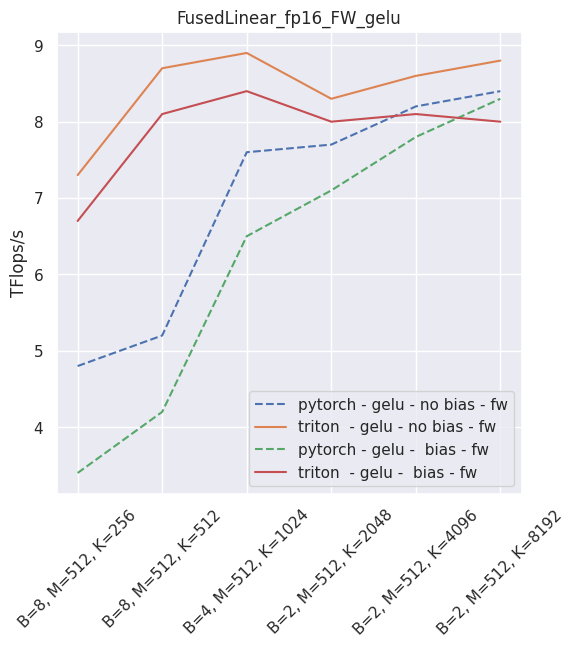 FusedLinear_fp16_FW_gelu
TFlops/s
9
8
7
6
5
4
pytorch - gelu - no bias - fw
triton  - gelu - no bias - fw
pytorch - gelu -  bias - fw
triton  - gelu -  bias - fw
B=8, M=512, K=256
B=8, M=512, K=512
B=4, M=512, K=1024
B=2, M=512, K=2048
B=2, M=512, K=4096
B=2, M=512, K=8192